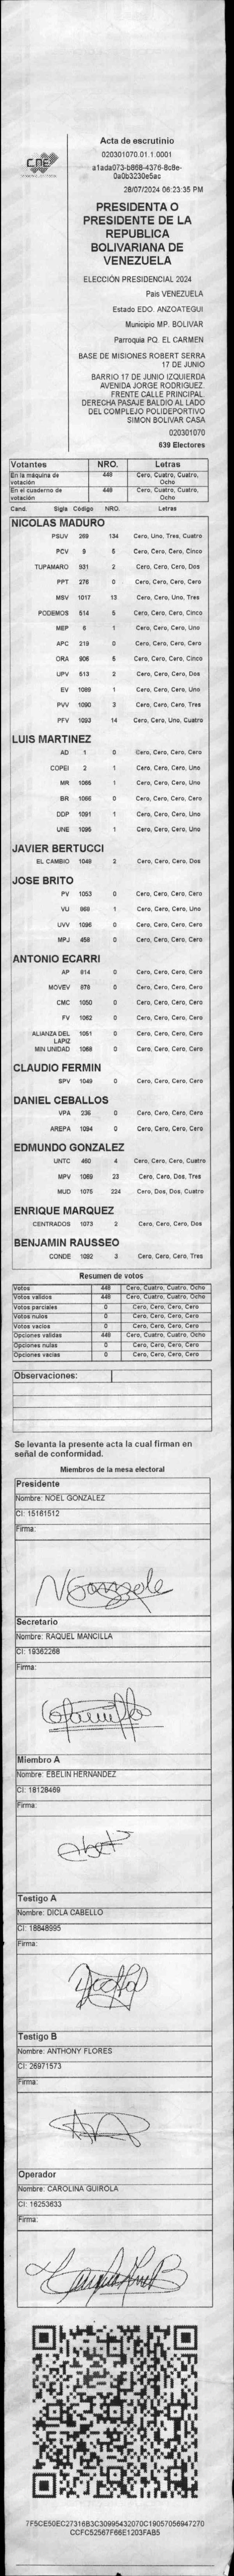 CNE
Acta de escrutinio
020301070.01.1.0001
a1ada073-b868-4376-8c8e-
0a0b3230e5ac
28/07/2024 06:23:35 PM
PRESIDENTA O
PRESIDENTE DE LA
REPUBLICA
BOLIVARIANA DE
VENEZUELA
ELECCIÓN PRESIDENCIAL 2024
Pais VENEZUELA
Estado EDO. ANZOATEGUI
Municipio MP. BOLIVAR
Parroquia PQ. EL CARMEN
BASE DE MISIONES ROBERT SERRA
17 DE JUNIO
BARRIO 17 DE JUNIO IZQUIERDA
AVENIDA JORGE RODRIGUEZ.
FRENTE CALLE PRINCIPAL.
DERECHA PASAJE BALDIO AL LADO
DEL COMPLEJO POLIDEPORTIVO
SIMON BOLIVAR CASA
020301070
639 Electores
Votantes NRO. Letras
En la máquina de votación 448 Cero, Cuatro, Cuatro, Ocho
En el cuaderno de votación 448 Cero, Cuatro, Cuatro, Ocho
Cand. Sigla Código NRO. Letras
NICOLAS MADURO
PSUV 269 134 Cero, Uno, Tres, Cuatro
PCV 9 5 Cero, Cero, Cero, Cinco
TUPAMARO 931 2 Cero, Cero, Cero, Dos
PPT 276 0 Cero, Cero, Cero, Cero
MSV 1017 13 Cero, Cero, Uno, Tres
PODEMOS 514 5 Cero, Cero, Cero, Cinco
MEP 6 1 Cero, Cero, Cero, Uno
APC 219 0 Cero, Cero, Cero, Cero
ORA 906 5 Cero, Cero, Cero, Cinco
UPV 513 2 Cero, Cero, Cero, Dos
EV 1089 1 Cero, Cero, Cero, Uno
PVV 1090 3 Cero, Cero, Cero, Tres
PFV 1093 14 Cero, Cero, Uno, Cuatro
LUIS MARTINEZ
AD 1 0 Cero, Cero, Cero, Cero
COPEI 2 1 Cero, Cero, Cero, Uno
MR 1065 1 Cero, Cero, Cero, Uno
BR 1066 0 Cero, Cero, Cero, Cero
DDP 1091 1 Cero, Cero, Cero, Uno
UNE 1095 1 Cero, Cero, Cero, Uno
JAVIER BERTUCCI
EL CAMBIO 1048 2 Cero, Cero, Cero, Dos
JOSE BRITO
PV 1053 0 Cero, Cero, Cero, Cero
VU 869 1 Cero, Cero, Cero, Uno
UVV 1096 0 Cero, Cero, Cero, Cero
MPJ 458 0 Cero, Cero, Cero, Cero
ANTONIO ECARRI
AP 814 0 Cero, Cero, Cero, Cero
MOVEV 878 0 Cero, Cero, Cero, Cero
CMC 1050 0 Cero, Cero, Cero, Cero
FV 1062 0 Cero, Cero, Cero, Cero
ALIANZA DEL LAPIZ 1051 0 Cero, Cero, Cero, Cero
MIN UNIDAD 1068 0 Cero, Cero, Cero, Cero
CLAUDIO FERMIN
SPV 1049 0 Cero, Cero, Cero, Cero
DANIEL CEBALLOS
VPA 236 0 Cero, Cero, Cero, Cero
AREPA 1094 0 Cero, Cero, Cero, Cero
EDMUNDO GONZALEZ
UNTC 460 4 Cero, Cero, Cero, Cuatro
MPV 1069 23 Cero, Cero, Dos, Tres
MUD 1075 224 Cero, Dos, Dos, Cuatro
ENRIQUE MARQUEZ
CENTRADOS 1073 2 Cero, Cero, Cero, Dos
BENJAMIN RAUSSEO
CONDE 1092 3 Cero, Cero, Cero, Tres
Resumen de votos
Votos 448 Cero, Cuatro, Cuatro, Ocho
Votos validos 448 Cero, Cuatro, Cuatro, Ocho
Votos parciales 0 Cero, Cero, Cero, Cero
Votos nulos 0 Cero, Cero, Cero, Cero
Votos vacios 0 Cero, Cero, Cero, Cero
Opciones validas 448 Cero, Cuatro, Cuatro, Ocho
Opciones nulas 0 Cero, Cero, Cero, Cero
Opciones vacias 0 Cero, Cero, Cero, Cero
Observaciones:
Se levanta la presente acta la cual firman en
señal de conformidad.
Miembros de la mesa electoral
Presidente
Nombre: NOEL GONZALEZ
CI: 15161512
Firma:
Secretario
Nombre: RAQUEL MANCILLA
CI: 19362268
Firma:
Miembro A
Nombre: EBELIN HERNANDEZ
CI: 18128469
Firma:
Testigo A
Nombre: DICLA CABELLO
CI: 18848995
Firma:
Testigo B
Nombre: ANTHONY FLORES
CI: 26971573
Firma:
Operador
Nombre: CAROLINA GUIROLA
CI: 16253633
Firma:
7F5CE50EC27316B3C30995432070C19057056947270
CCFC52567F66E1203FAB5